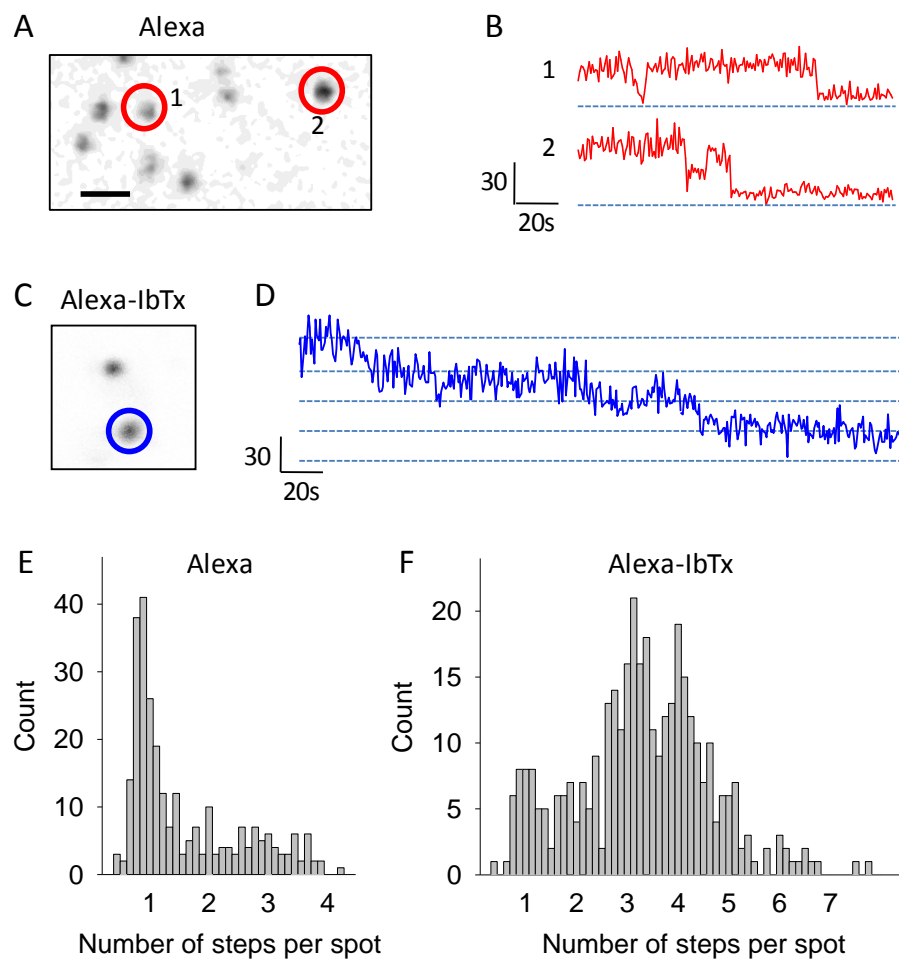 A
Alexa
1
2
B
1
2
30
20s
C
Alexa-IbTx
D
30
20s
E
Alexa
Count
40
30
20
10
0
1 2 3 4
Number of steps per spot
F
Alexa-IbTx
Count
20
15
10
5
0
1 2 3 4 5 6 7
Number of steps per spot